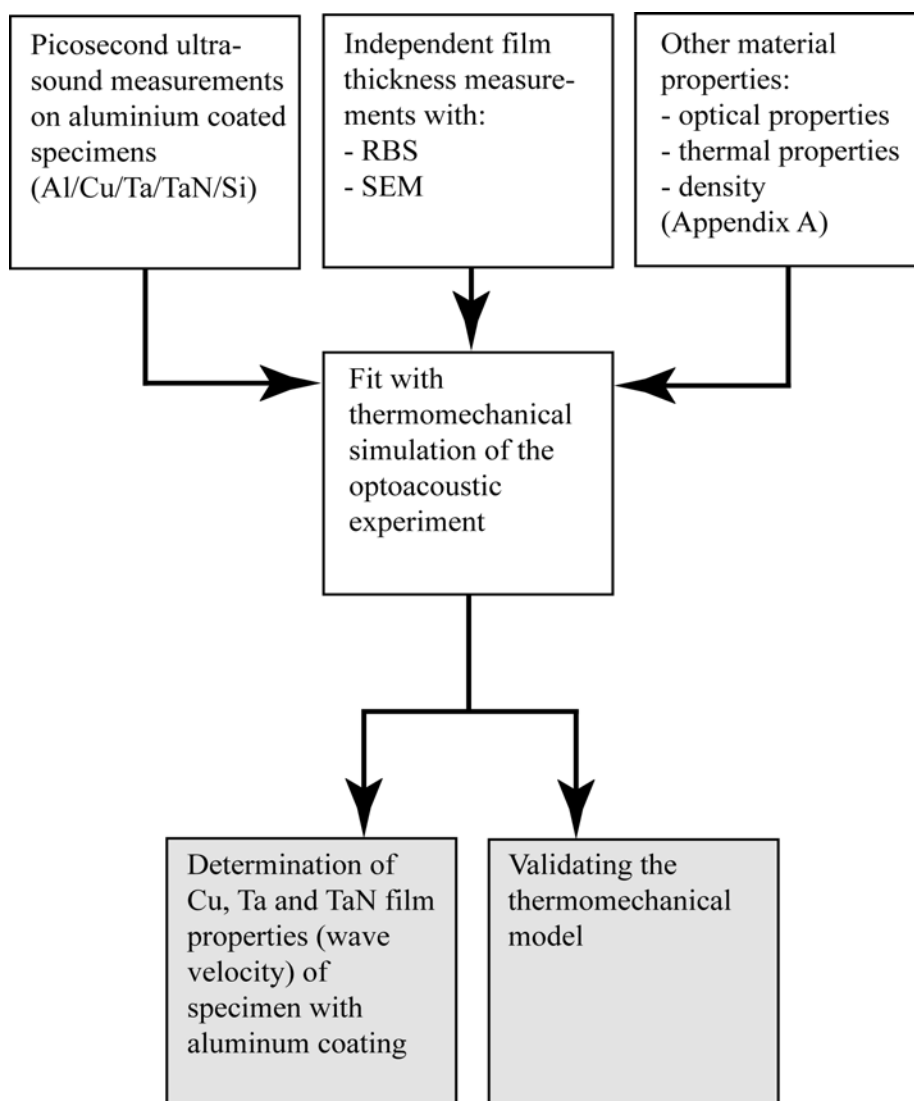 Picosecond ultra-
sound measurements
on aluminium coated
specimens
(Al/Cu/Ta/TaN/Si)
Independent film
thickness measure-
ments with:
- RBS
- SEM
Other material
properties:
- optical properties
- thermal properties
- density
(Appendix A)
Fit with
thermomechanical
simulation of the
optoacoustic
experiment
Determination of
Cu, Ta and TaN film
properties (wave
velocity) of
specimen with
aluminum coating
Validating the
thermomechanical
model